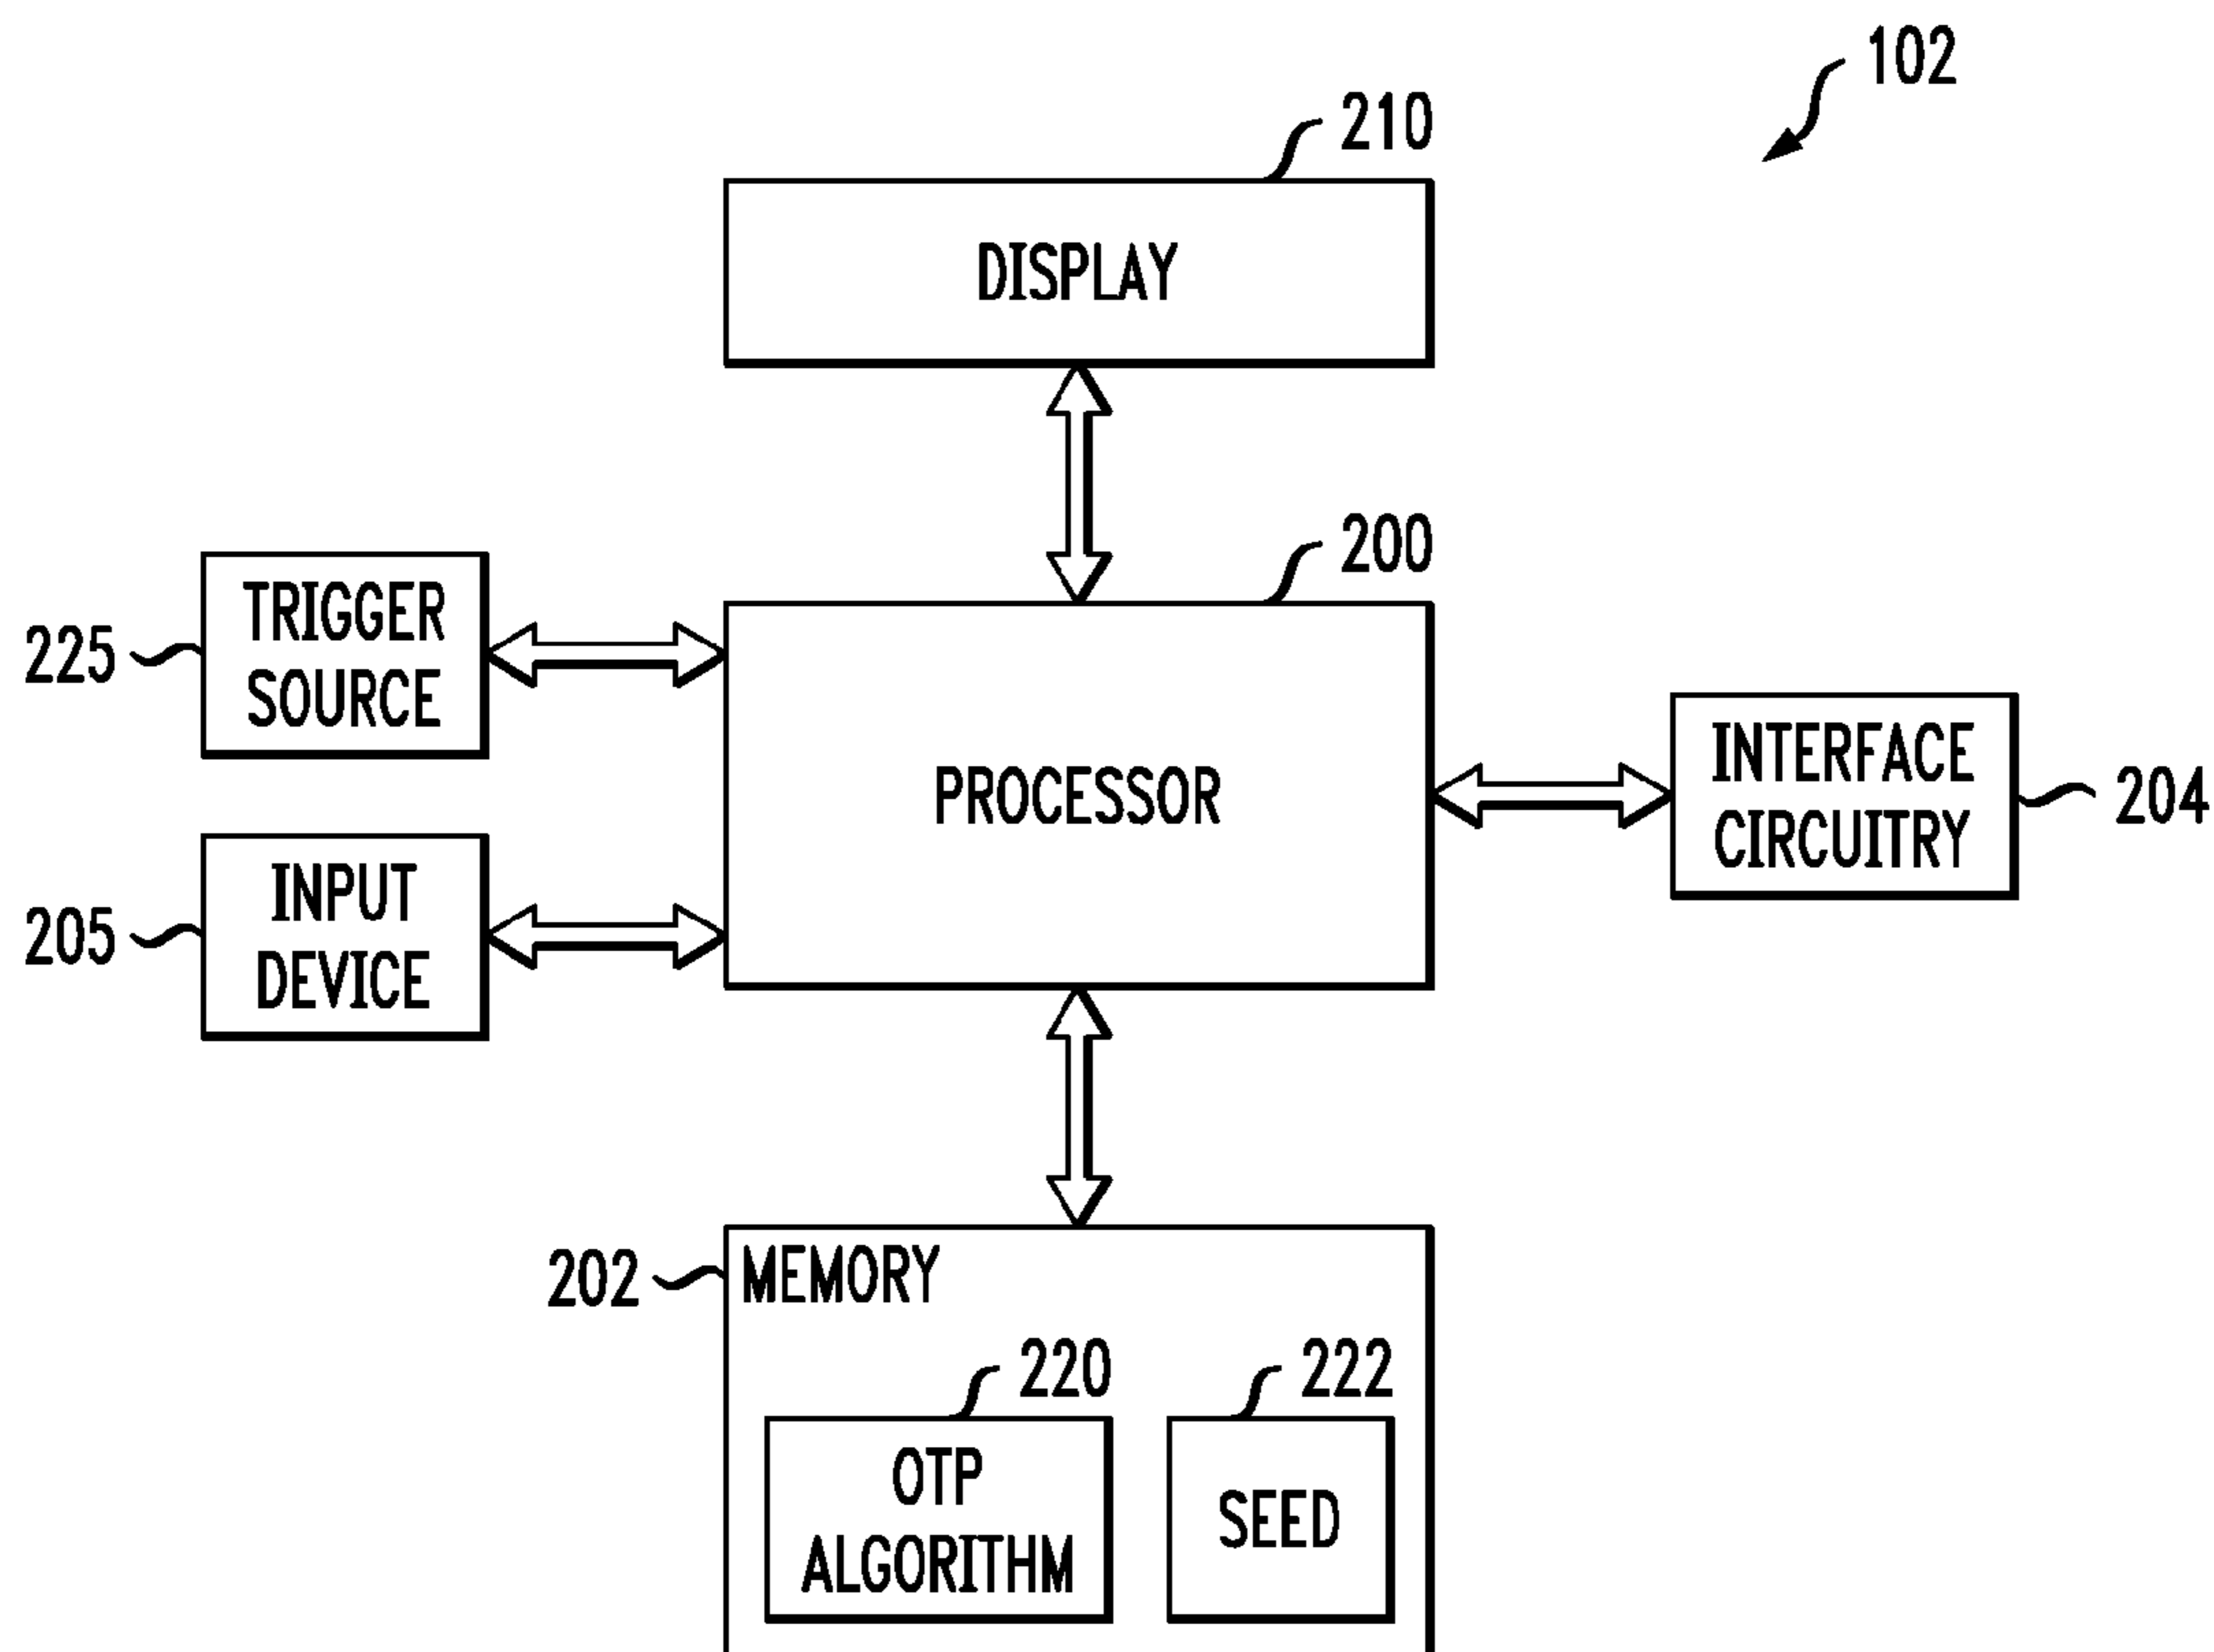 102
210
DISPLAY
200
TRIGGER
SOURCE
225
PROCESSOR
INTERFACE
CIRCUITRY
204
INPUT
DEVICE
205
202
MEMORY
220
222
OTP
ALGORITHM
SEED